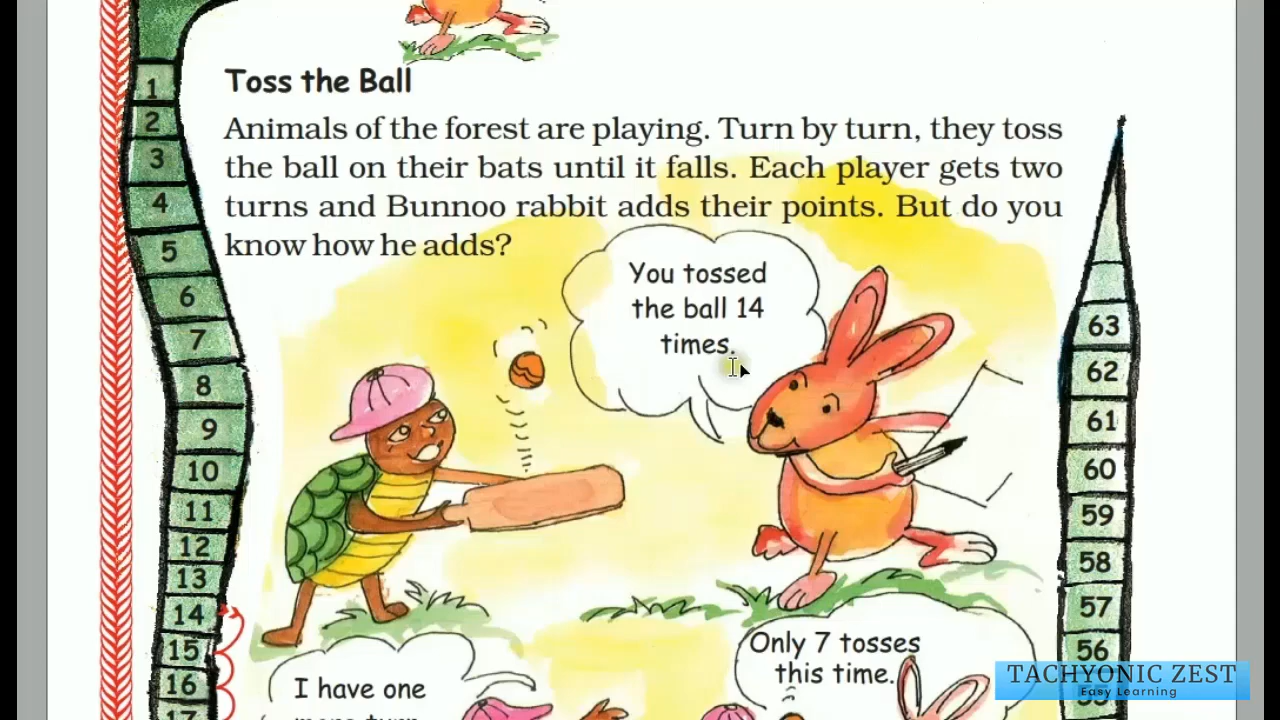 Toss the Ball
Animals of the forest are playing. Turn by turn, they toss
the ball on their bats until it falls. Each player gets two
turns and Bunnoo rabbit adds their points. But do you
know how he adds?
You tossed
the ball 14
times.
I have one
more turn
Only 7 tosses
this time.
1
2
3
4
5
6
7
8
9
10
11
12
13
14
15
16
17
63
62
61
60
59
58
57
56
55
TACHYONIC ZEST
Easy Learning